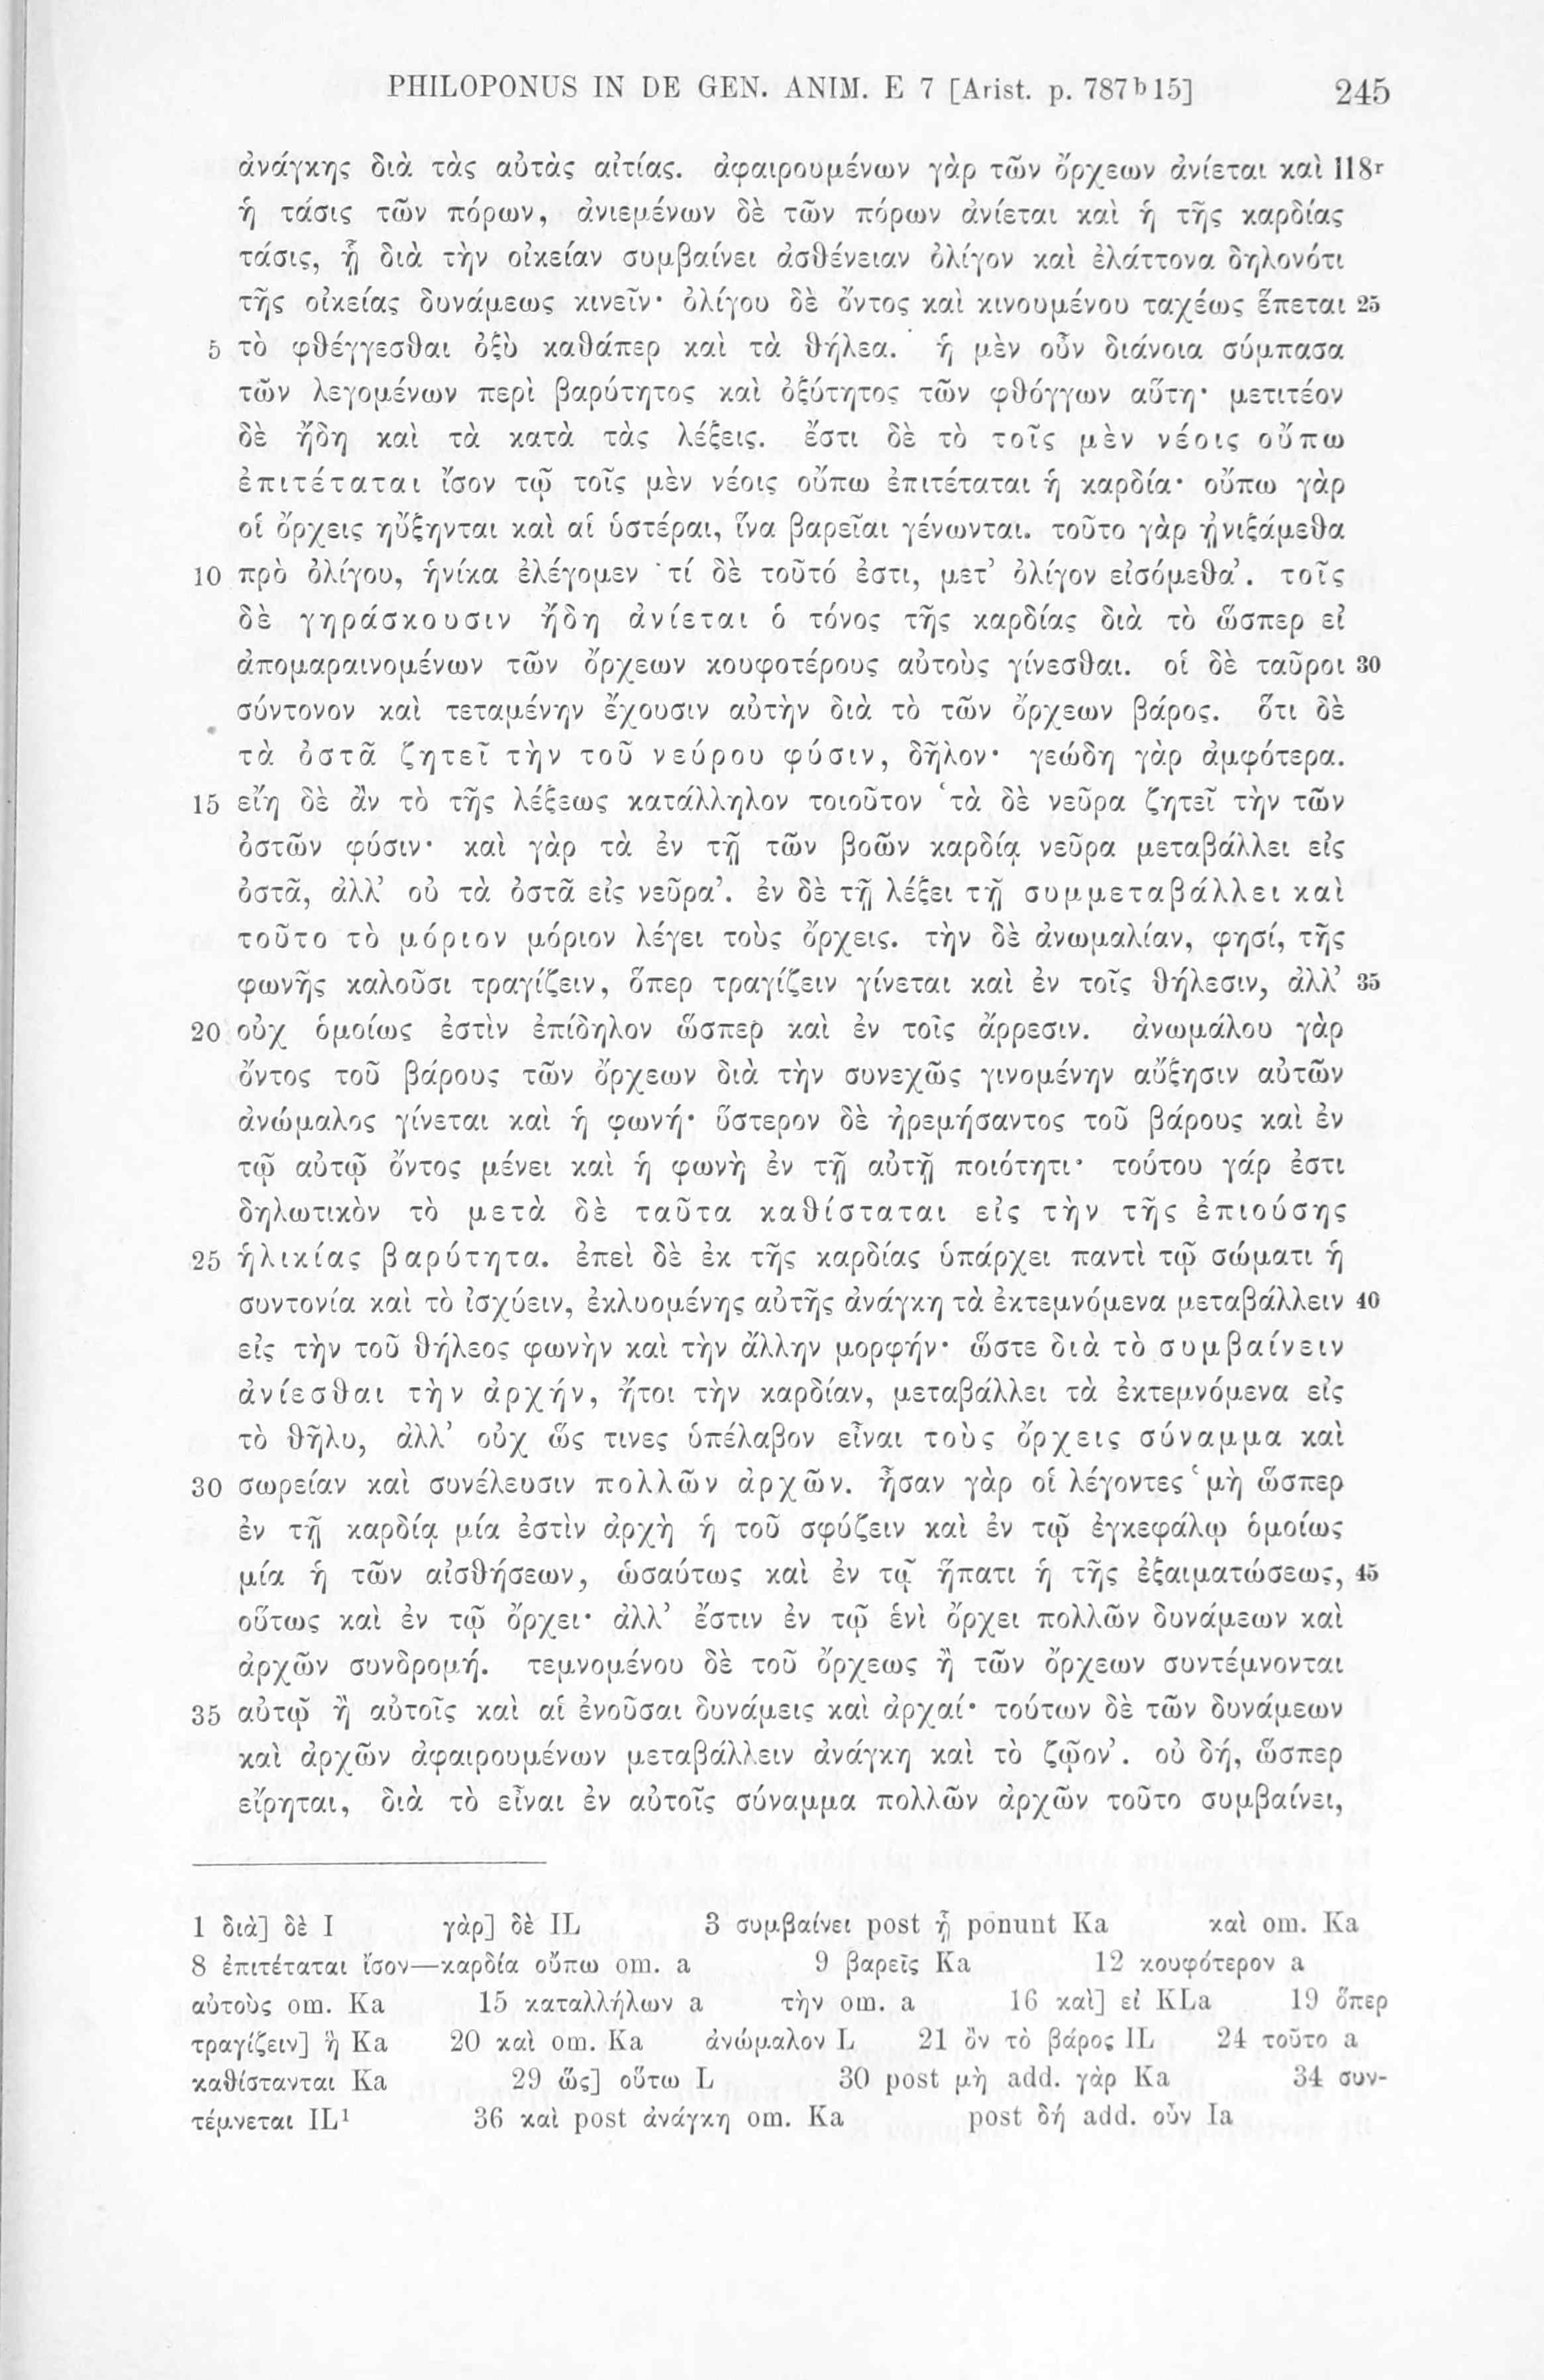 PHILOPONUS IN DE GEN. ANIM. E 7 [Arist. p. 787ᵇ15] 245
ἀνάγκης διὰ τὰς αὐτὰς αἰτίας. ἀφαιρουμένων γὰρ τῶν ὄρχεων ἀνίεται καὶ 118ʳ
ἡ τάσις τῶν πόρων, ἀνιεμένων δὲ τῶν πόρων ἀνίεται καὶ ἡ τῆς καρδίας
τάσις, ᾗ διὰ τὴν οἰκείαν συμβαίνει ἀσθένειαν ὀλίγον καὶ ἐλάττονα δηλονότι
τῆς οἰκείας δυνάμεως κινεῖν· ὀλίγου δὲ ὄντος καὶ κινουμένου ταχέως ἕπεται 25
5 τὸ φθέγγεσθαι ὀξὺ καθάπερ καὶ τὰ θήλεα. ἡ μὲν οὖν διάνοια σύμπασα
τῶν λεγομένων περὶ βαρύτητος καὶ ὀξύτητος τῶν φθόγγων αὕτη· μετιτέον
δὲ ἤδη καὶ τὰ κατὰ τὰς λέξεις. ἔστι δὲ τὸ τοῖς μὲν νέοις οὔπω
ἐπιτέταται ἴσον τῷ τοῖς μὲν νέοις οὔπω ἐπιτέταται ἡ καρδία· οὔπω γὰρ
οἱ ὄρχεις ηὔξηνται καὶ αἱ ὑστέραι, ἵνα βαρεῖαι γένωνται. τοῦτο γὰρ ᾐνιξάμεθα
10 πρὸ ὀλίγου, ἡνίκα ἐλέγομεν ʽτί δὲ τοῦτό ἐστι, μετ’ ὀλίγον εἰσόμεθα’. τοῖς
δὲ γηράσκουσιν ἤδη ἀνίεται ὁ τόνος τῆς καρδίας διὰ τὸ ὥσπερ εἰ
ἀπομαραινομένων τῶν ὄρχεων κουφοτέρους αὐτοὺς γίνεσθαι. οἱ δὲ ταῦροι 30
σύντονον καὶ τεταμένην ἔχουσιν αὐτὴν διὰ τὸ τῶν ὄρχεων βάρος. ὅτι δὲ
τὰ ὀστᾶ ζητεῖ τὴν τοῦ νεύρου φύσιν, δῆλον· γεώδη γὰρ ἀμφότερα.
15 εἴη δὲ ἂν τὸ τῆς λέξεως κατάλληλον τοιοῦτον ʽτὰ δὲ νεῦρα ζητεῖ τὴν τῶν
ὀστῶν φύσιν· καὶ γὰρ τὰ ἐν τῇ τῶν βοῶν καρδίᾳ νεῦρα μεταβάλλει εἰς
ὀστᾶ, ἀλλ’ οὐ τὰ ὀστᾶ εἰς νεῦρα’. ἐν δὲ τῇ λέξει τῇ συμμεταβάλλει καὶ
τοῦτο τὸ μόριον μόριον λέγει τοὺς ὄρχεις. τὴν δὲ ἀνωμαλίαν, φησί, τῆς
φωνῆς καλοῦσι τραγίζειν, ὅπερ τραγίζειν γίνεται καὶ ἐν τοῖς θήλεσιν, ἀλλ’ 35
20 οὐχ ὁμοίως ἐστὶν ἐπίδηλον ὥσπερ καὶ ἐν τοῖς ἄρρεσιν. ἀνωμάλου γὰρ
ὄντος τοῦ βάρους τῶν ὄρχεων διὰ τὴν συνεχῶς γινομένην αὔξησιν αὐτῶν
ἀνώμαλος γίνεται καὶ ἡ φωνή· ὕστερον δὲ ἠρεμήσαντος τοῦ βάρους καὶ ἐν
τῷ αὐτῷ ὄντος μένει καὶ ἡ φωνὴ ἐν τῇ αὐτῇ ποιότητι· τούτου γάρ ἐστι
δηλωτικὸν τὸ μετὰ δὲ ταῦτα καθίσταται εἰς τὴν τῆς ἐπιούσης
25 ἡλικίας βαρύτητα. ἐπεὶ δὲ ἐκ τῆς καρδίας ὑπάρχει παντὶ τῷ σώματι ἡ
συντονία καὶ τὸ ἰσχύειν, ἐκλυομένης αὐτῆς ἀνάγκη τὰ ἐκτεμνόμενα μεταβάλλειν 40
εἰς τὴν τοῦ θήλεος φωνὴν καὶ τὴν ἄλλην μορφήν· ὥστε διὰ τὸ συμβαίνειν
ἀνίεσθαι τὴν ἀρχήν, ἤτοι τὴν καρδίαν, μεταβάλλει τὰ ἐκτεμνόμενα εἰς
τὸ θῆλυ, ἀλλ’ οὐχ ὥς τινες ὑπέλαβον εἶναι τοὺς ὄρχεις σύναμμα καὶ
30 σωρείαν καὶ συνέλευσιν πολλῶν ἀρχῶν. ἦσαν γὰρ οἱ λέγοντες ʽμὴ ὥσπερ
ἐν τῇ καρδίᾳ μία ἐστὶν ἀρχὴ ἡ τοῦ σφύζειν καὶ ἐν τῷ ἐγκεφάλῳ ὁμοίως
μία ἡ τῶν αἰσθήσεων, ὡσαύτως καὶ ἐν τῷ ἥπατι ἡ τῆς ἐξαιματώσεως, 45
οὕτως καὶ ἐν τῷ ὄρχει· ἀλλ’ ἔστιν ἐν τῷ ἑνὶ ὄρχει πολλῶν δυνάμεων καὶ
ἀρχῶν συνδρομή. τεμνομένου δὲ τοῦ ὄρχεως ἢ τῶν ὄρχεων συντέμνονται
35 αὐτῷ ἢ αὐτοῖς καὶ αἱ ἐνοῦσαι δυνάμεις καὶ ἀρχαί· τούτων δὲ τῶν δυνάμεων
καὶ ἀρχῶν ἀφαιρουμένων μεταβάλλειν ἀνάγκη καὶ τὸ ζῷον’. οὐ δή, ὥσπερ
εἴρηται, διὰ τὸ εἶναι ἐν αὐτοῖς σύναμμα πολλῶν ἀρχῶν τοῦτο συμβαίνει,
1 διὰ] δὲ I γὰρ] δὲ IL 3 συμβαίνει post ᾗ ponunt Ka καὶ om. Ka
8 ἐπιτέταται ἴσον—καρδία οὔπω om. a 9 βαρεῖς Ka 12 κουφότερον a
αὐτοὺς om. Ka 15 καταλλήλων a τὴν om. a 16 καὶ] εἰ KLa 19 ὅπερ
τραγίζειν] ἢ Ka 20 καὶ om. Ka ἀνώμαλον L 21 ὂν τὸ βάρος IL 24 τοῦτο a
καθίστανται Ka 29 ὥς] οὕτω L 30 post μὴ add. γὰρ Ka 34 συν-
τέμνεται IL¹ 36 καὶ post ἀνάγκη om. Ka post δή add. οὖν Ia